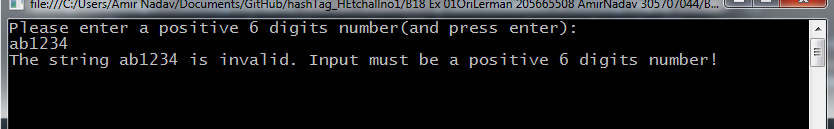 file:///C:/Users/Amir Nadav/Documents/GitHub/hashTag_HEtchallno1/B18 Ex 01OriLerman 205665508 AmirNadav 305707044/B...
Please enter a positive 6 digits number(and press enter):
ab1234
The string ab1234 is invalid. Input must be a positive 6 digits number!